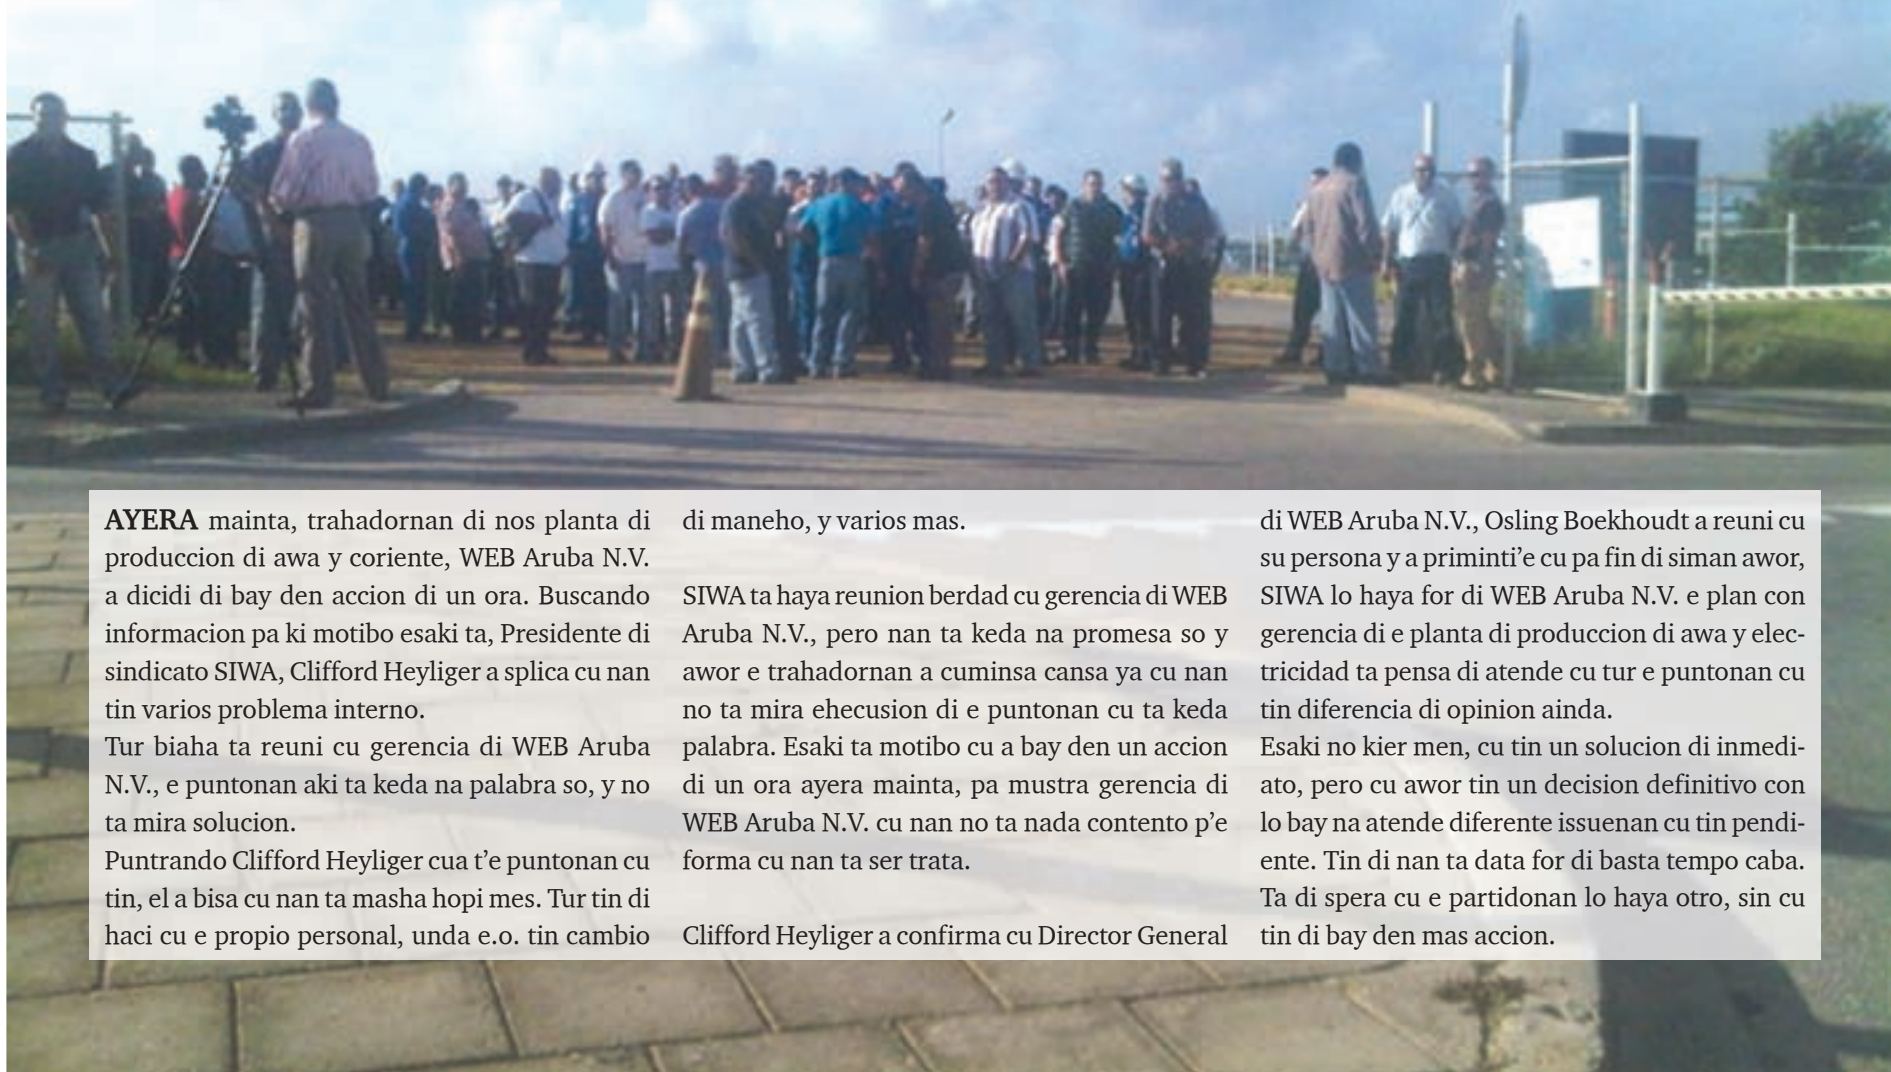 AYERA mainta, trahadornan di nos planta di
produccion di awa y coriente, WEB Aruba N.V.
a dicidi di bay den accion di un ora. Buscando
informacion pa ki motibo esaki ta, Presidente di
sindicato SIWA, Clifford Heyliger a splica cu nan
tin varios problema interno.
Tur biaha ta reuni cu gerencia di WEB Aruba
N.V., e puntonan aki ta keda na palabra so, y no
ta mira solucion.
Puntrando Clifford Heyliger cua t'e puntonan cu
tin, el a bisa cu nan ta masha hopi mes. Tur tin di
haci cu e propio personal, unda e.o. tin cambio
di maneho, y varios mas.
SIWA ta haya reunion berdad cu gerencia di WEB
Aruba N.V., pero nan ta keda na promesa so y
awor e trahadornan a cuminsa cansa ya cu nan
no ta mira ehecusion di e puntonan cu ta keda
palabra. Esaki ta motibo cu a bay den un accion
di un ora ayera mainta, pa mustra gerencia di
WEB Aruba N.V. cu nan no ta nada contento p'e
forma cu nan ta ser trata.
Clifford Heyliger a confirma cu Director General
di WEB Aruba N.V., Osling Boekhoudt a reuni cu
su persona y a priminti'e cu pa fin di siman awor,
SIWA lo haya for di WEB Aruba N.V. e plan con
gerencia di e planta di produccion di awa y elec-
tricidad ta pensa di atende cu tur e puntonan cu
tin diferencia di opinion ainda.
Esaki no kier men, cu tin un solucion di inmedi-
ato, pero cu awor tin un decision definitivo con
lo bay na atende diferente issuenan cu tin pendi-
ente. Tin di nan ta data for di basta tempo caba.
Ta di spera cu e partidonan lo haya otro, sin cu
tin di bay den mas accion.